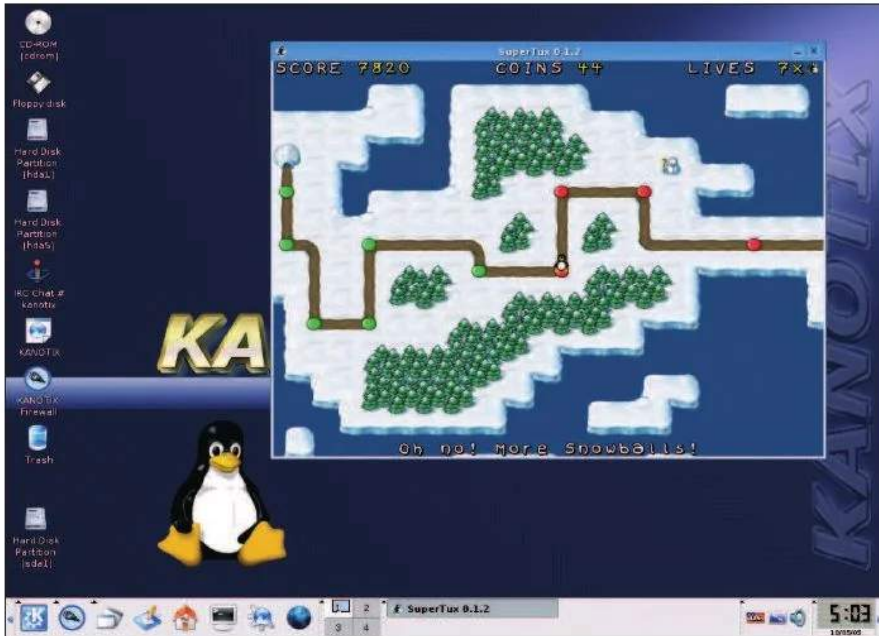 CD-ROM
[cdrom]
Floppy disk
Hard Disk
Partition
[hda1]
Hard Disk
Partition
[hda5]
IRC Chat #
kanotix
KANOTIX
KANOTIX
Firewall
Trash
Hard Disk
Partition
[sda1]
SuperTux 0.1.2
SCORE 7820
COINS 44
LIVES 7x
Oh no! More Snowballs!
KA
KANOTIX
1 2
3 4
SuperTux 0.1.2
5:03